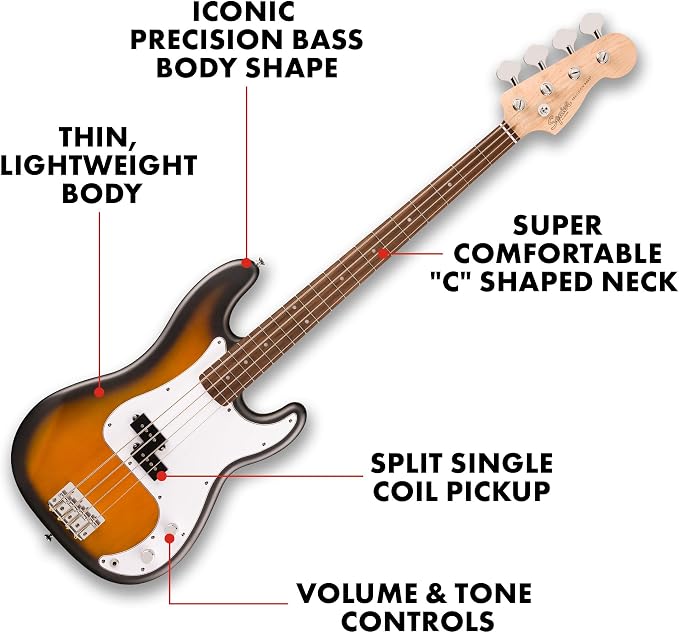 ICONIC
PRECISION BASS
BODY SHAPE
THIN,
LIGHTWEIGHT
BODY
Squier
SUPER
COMFORTABLE
"C" SHAPED NECK
SPLIT SINGLE
COIL PICKUP
VOLUME & TONE
CONTROLS